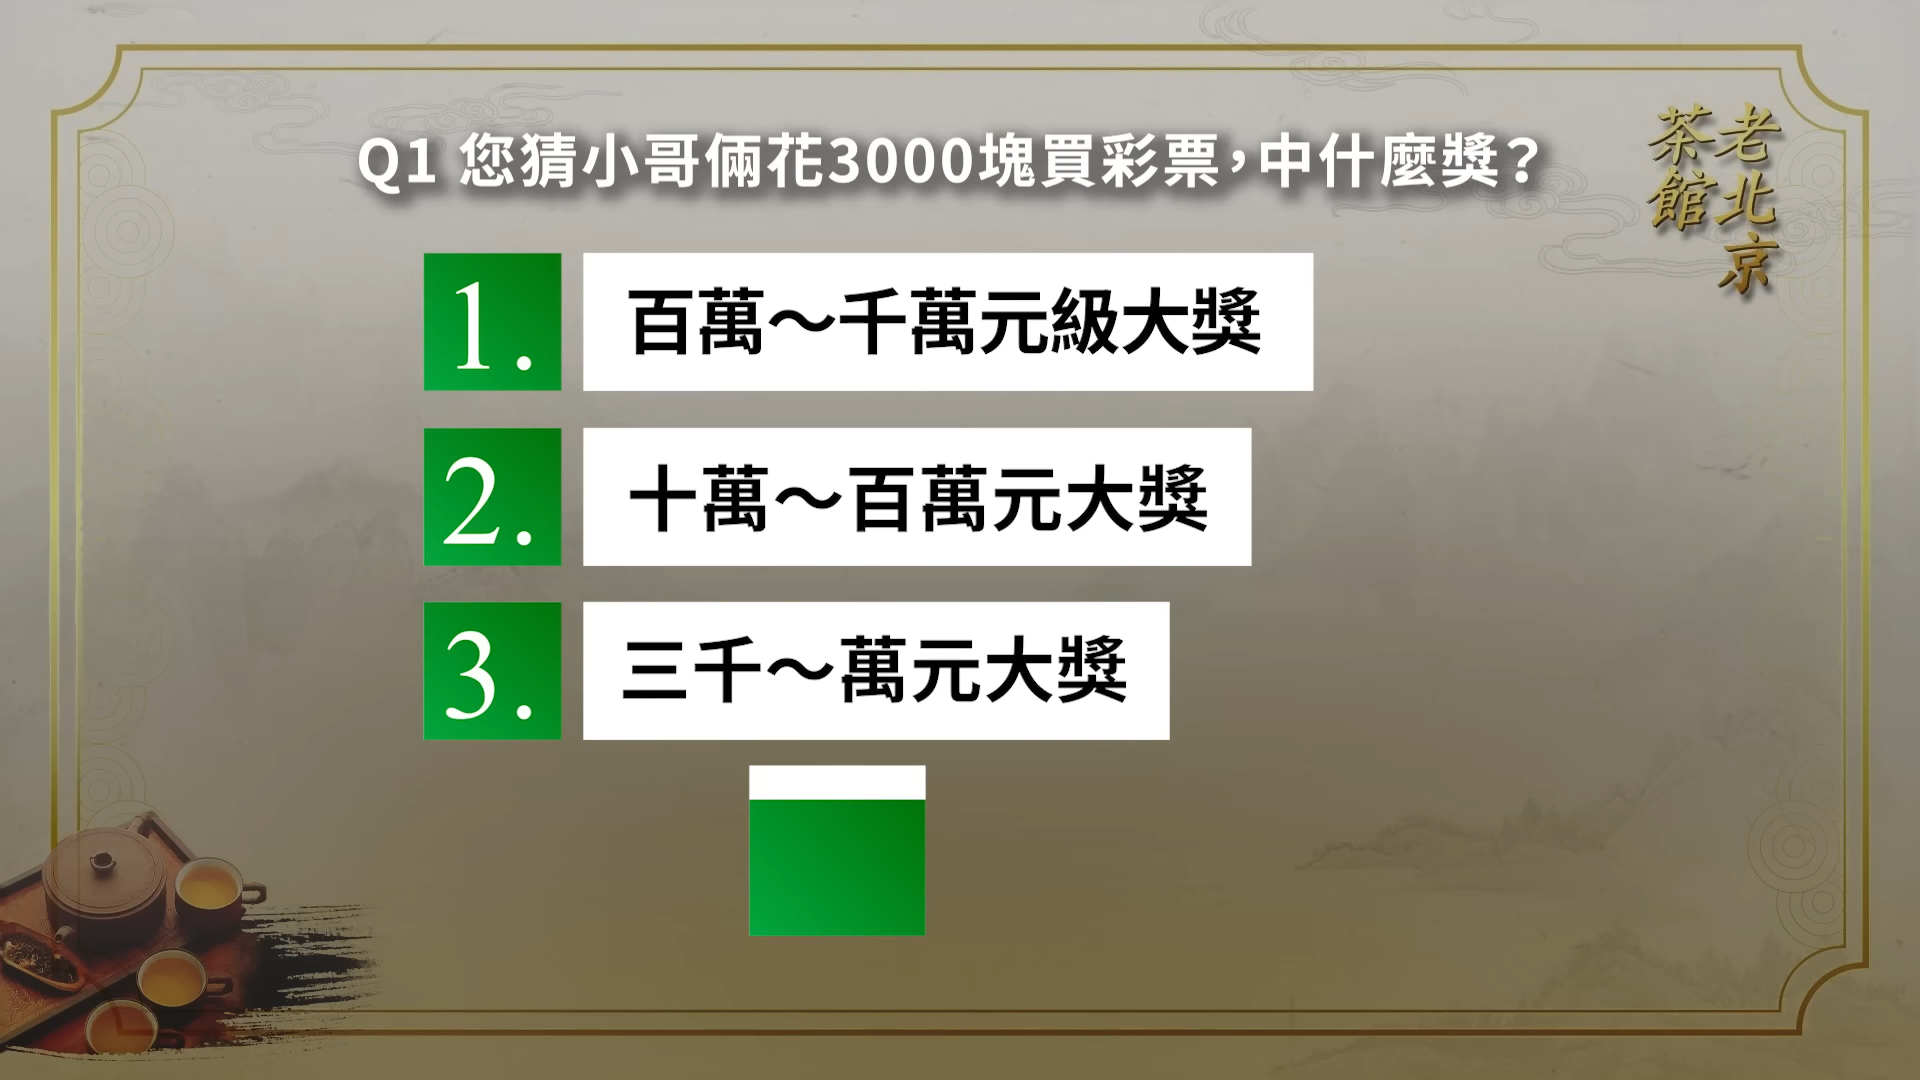 Q1 您猜小哥倆花3000塊買彩票，中什麼獎？
老北京
茶館
1. 百萬～千萬元級大獎
2. 十萬～百萬元大獎
3. 三千～萬元大獎